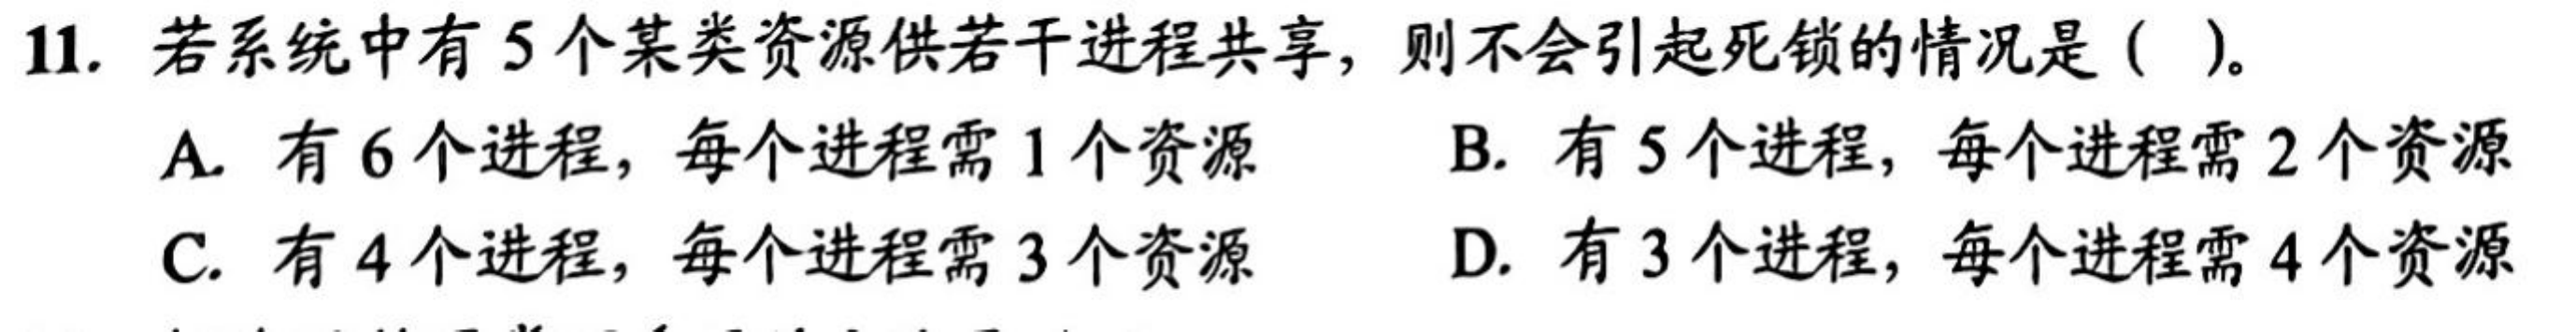 11. 若系统中有 5 个某类资源供若干进程共享，则不会引起死锁的情况是（ ）。
A. 有 6 个进程，每个进程需 1 个资源 B. 有 5 个进程，每个进程需 2 个资源
C. 有 4 个进程，每个进程需 3 个资源 D. 有 3 个进程，每个进程需 4 个资源